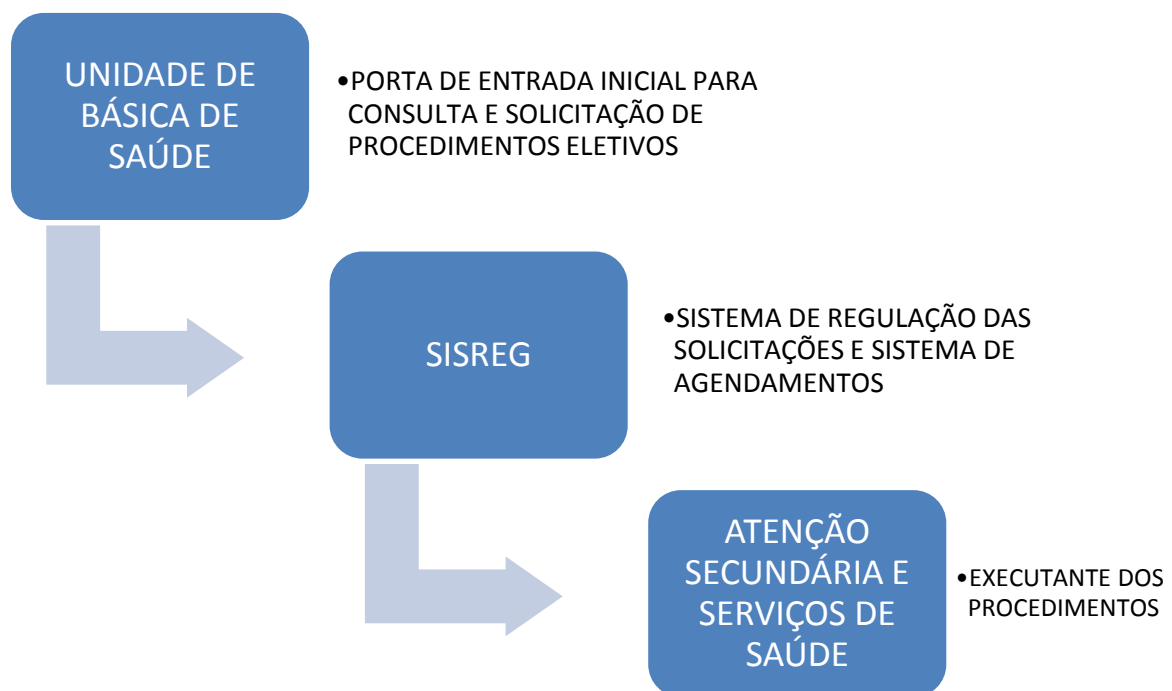 UNIDADE DE
BÁSICA DE
SAÚDE
•PORTA DE ENTRADA INICIAL PARA
CONSULTA E SOLICITAÇÃO DE
PROCEDIMENTOS ELETIVOS
SISREG
•SISTEMA DE REGULAÇÃO DAS
SOLICITAÇÕES E SISTEMA DE
AGENDAMENTOS
ATENÇÃO
SECUNDÁRIA E
SERVIÇOS DE
SAÚDE
•EXECUTANTE DOS
PROCEDIMENTOS